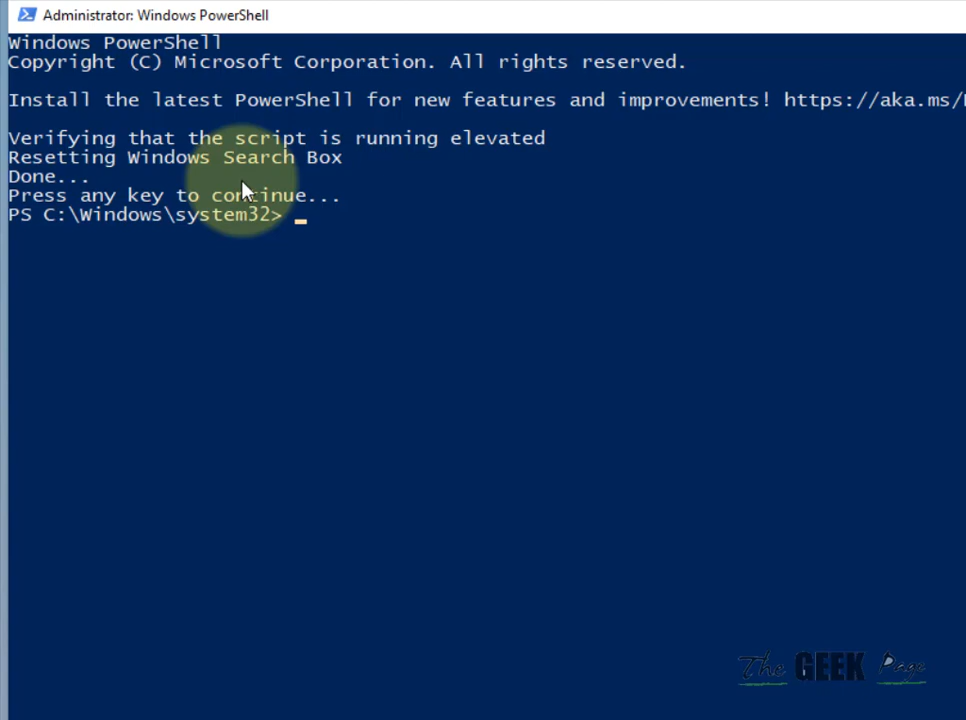 Administrator: Windows PowerShell
Windows PowerShell
Copyright (C) Microsoft Corporation. All rights reserved.
Install the latest PowerShell for new features and improvements! https://aka.ms/
Verifying that the script is running elevated
Resetting Windows Search Box
Done...
Press any key to continue...
PS C:\Windows\system32>
The GEEK Page